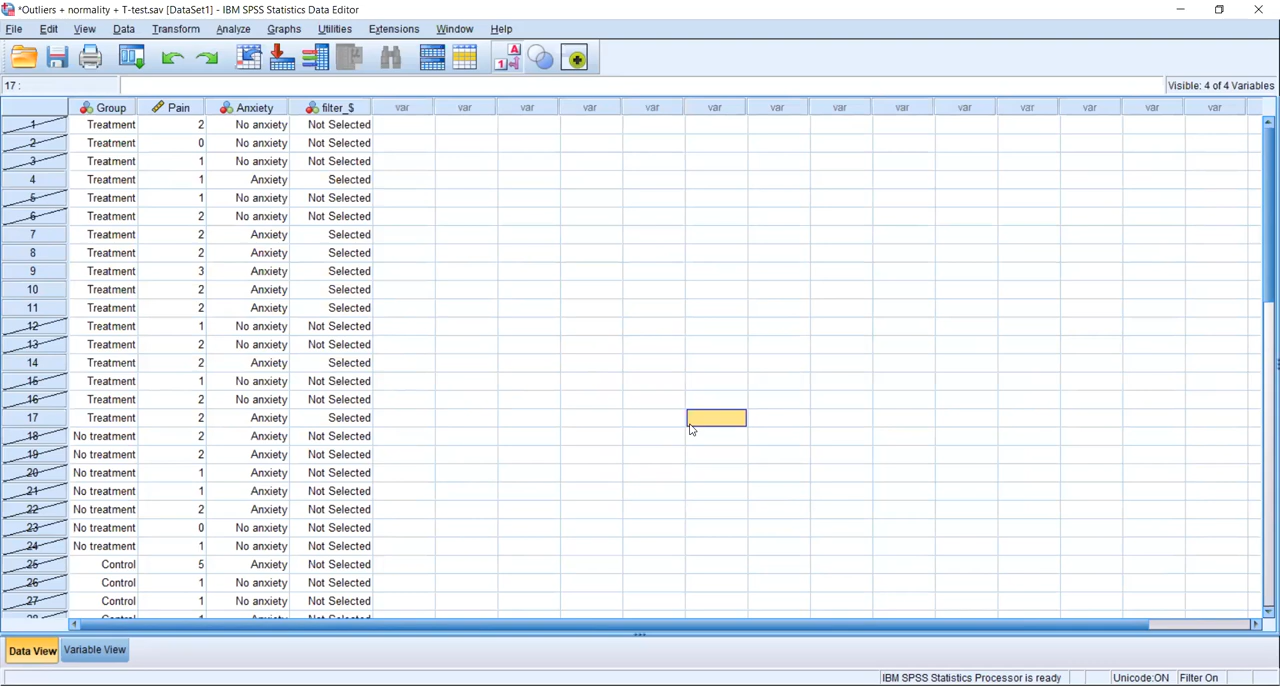 *Outliers + normality + T-test.sav [DataSet1] - IBM SPSS Statistics Data Editor
File Edit View Data Transform Analyze Graphs Utilities Extensions Window Help
17 : Visible: 4 of 4 Variables
Group Pain Anxiety filter_$ var var var var var var var var var var var var var var
1 Treatment 2 No anxiety Not Selected
2 Treatment 0 No anxiety Not Selected
3 Treatment 1 No anxiety Not Selected
4 Treatment 1 Anxiety Selected
5 Treatment 1 No anxiety Not Selected
6 Treatment 2 No anxiety Not Selected
7 Treatment 2 Anxiety Selected
8 Treatment 2 Anxiety Selected
9 Treatment 3 Anxiety Selected
10 Treatment 2 Anxiety Selected
11 Treatment 2 Anxiety Selected
12 Treatment 1 No anxiety Not Selected
13 Treatment 2 No anxiety Not Selected
14 Treatment 2 Anxiety Selected
15 Treatment 1 No anxiety Not Selected
16 Treatment 2 No anxiety Not Selected
17 Treatment 2 Anxiety Selected
18 No treatment 2 Anxiety Not Selected
19 No treatment 2 Anxiety Not Selected
20 No treatment 1 Anxiety Not Selected
21 No treatment 1 Anxiety Not Selected
22 No treatment 2 Anxiety Not Selected
23 No treatment 0 No anxiety Not Selected
24 No treatment 1 No anxiety Not Selected
25 Control 5 Anxiety Not Selected
26 Control 1 No anxiety Not Selected
27 Control 1 No anxiety Not Selected
28 Control 1 Anxiety Not Selected
Data View Variable View
IBM SPSS Statistics Processor is ready Unicode:ON Filter On